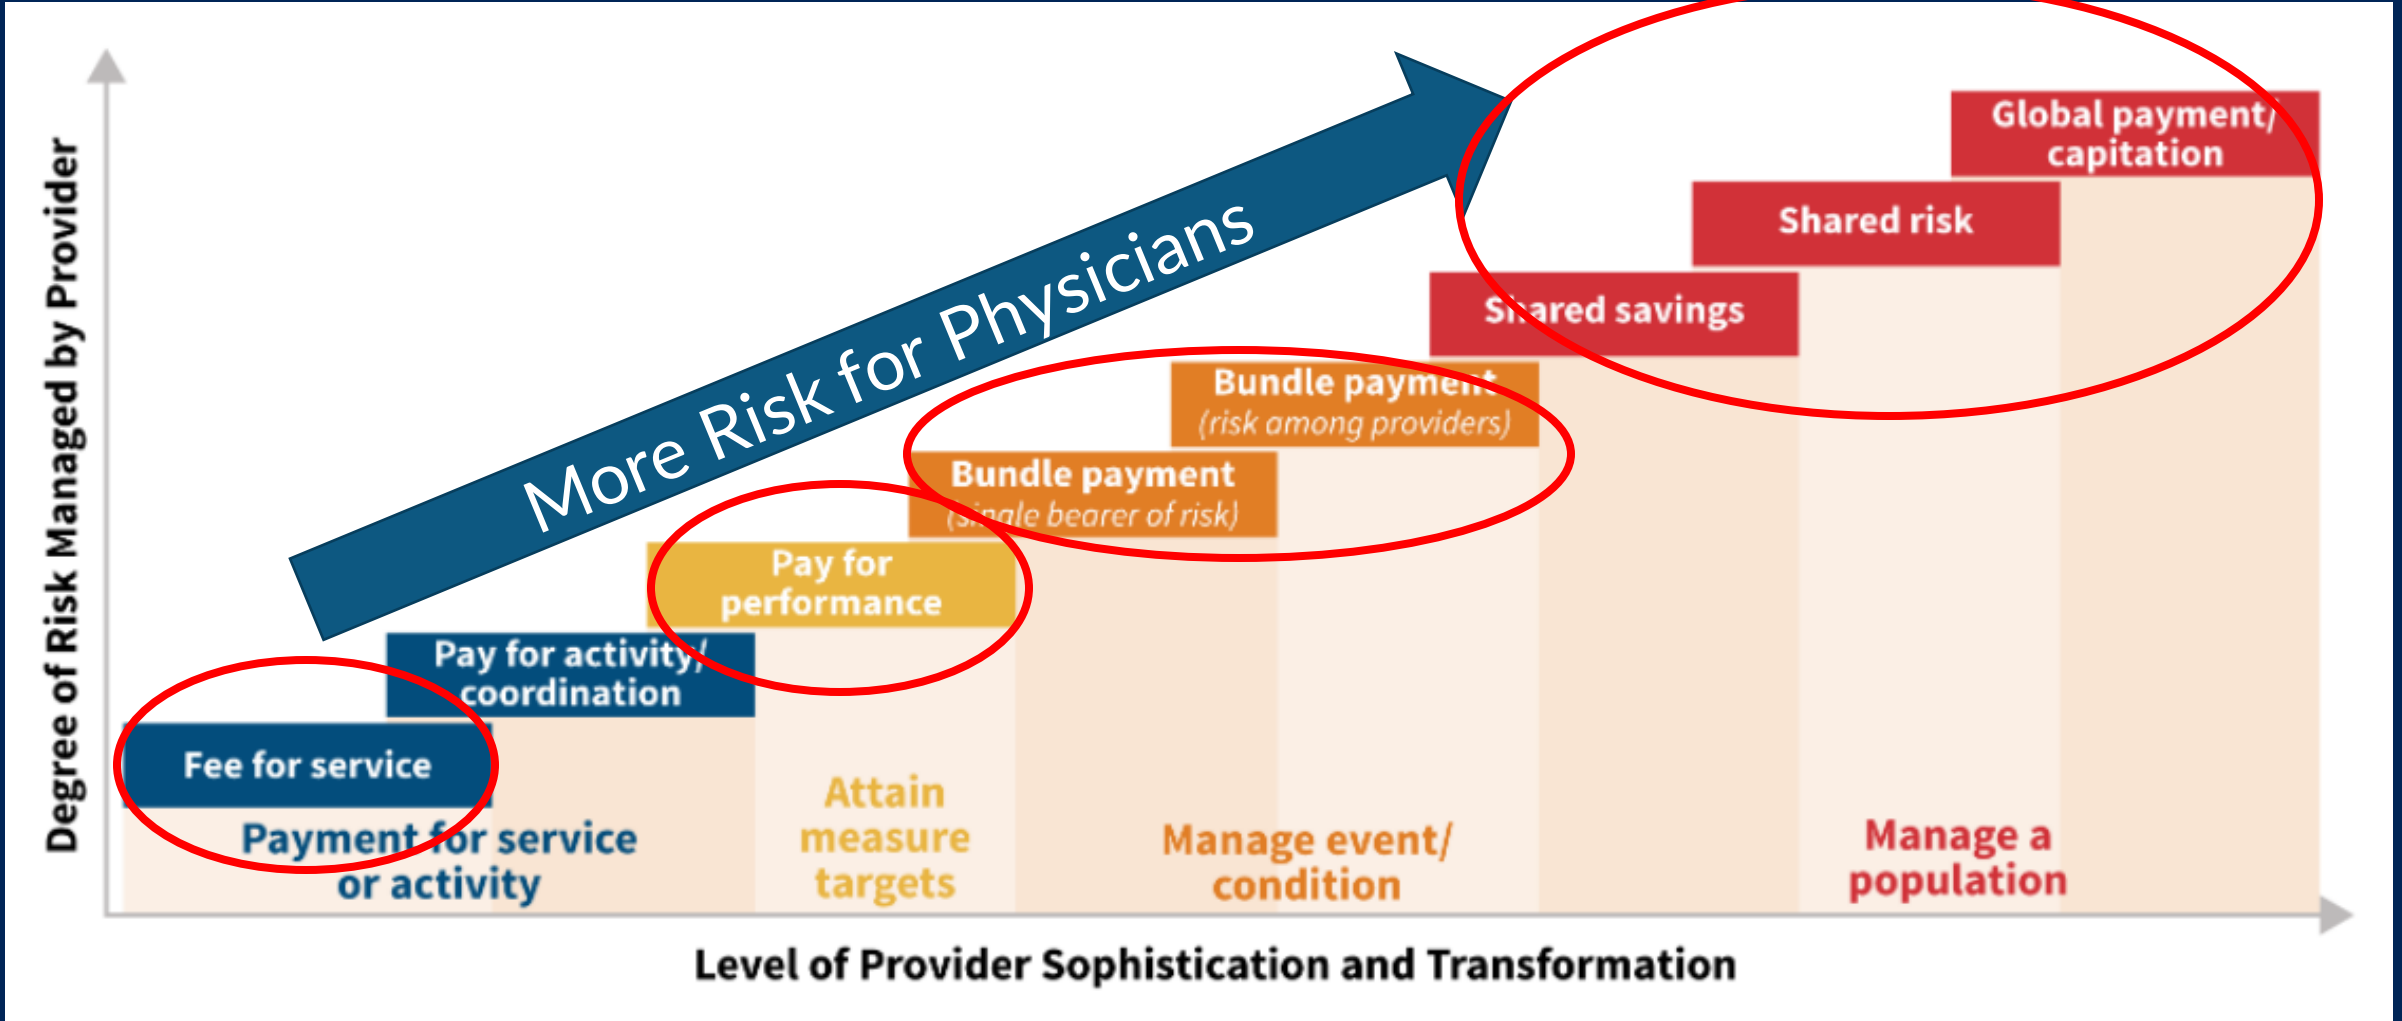 Degree of Risk Managed by Provider
More Risk for Physicians
Global payment/
capitation
Shared risk
Shared savings
Bundle payment
(risk among providers)
Bundle payment
(single bearer of risk)
Pay for
performance
Pay for activity/
coordination
Fee for service
Payment for service
or activity
Attain
measure
targets
Manage event/
condition
Manage a
population
Level of Provider Sophistication and Transformation